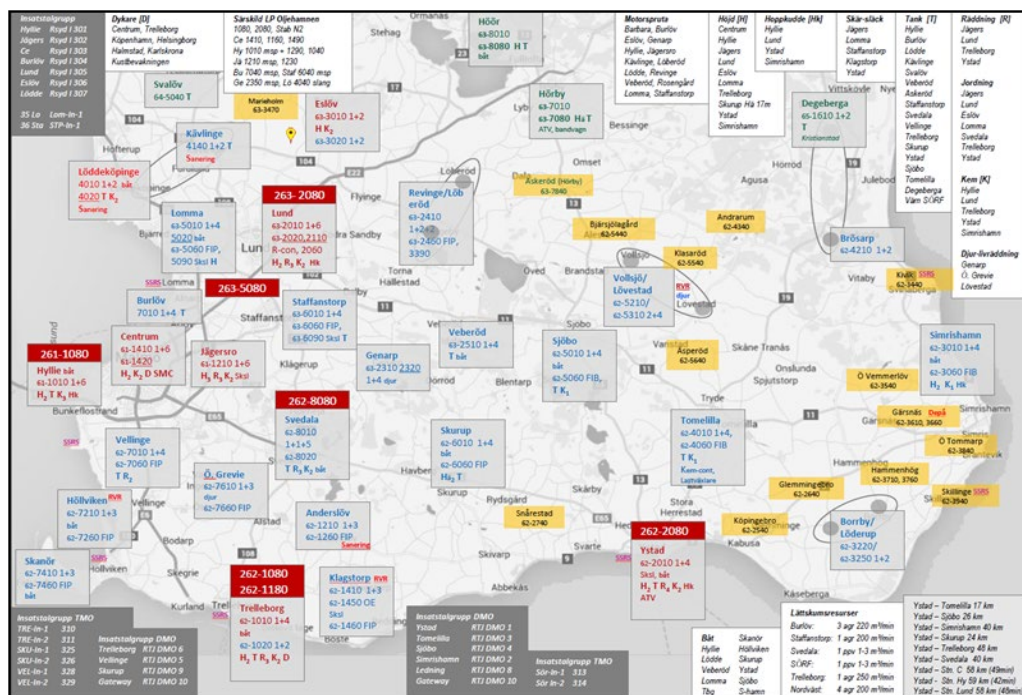 Insatstalgrupp
Hyllie Rsyd I 301
Jägers Rsyd I 302
Ce Rsyd I 303
Burlöv Rsyd I 304
Lund Rsyd I 305
Eslöv Rsyd I 306
Lödde Rsyd I 307
35 Lo Lom-In-1
36 Sta STP-In-1
Dykare [D]
Centrum, Trelleborg
Köpenhamn, Helsingborg
Halmstad, Karlskrona
Kustbevakningen
Särskild LP Oljehamnen
1060, 2080, Stab N2
Ce 1410, 1160, 1490
Hy 1010 msp + 1290, 1040
Jä 1210 msp, 1230
Bu 7040 msp, Staf 6040 msp
Ge 2350 msp, Lö 4040 slang
Höör
63-8010
63-8080 H T
båt
Motorspruta
Barbara, Burlöv
Eslöv, Genarp
Hyllie, Jägersro
Kävlinge, Löberöd
Lödde, Revinge
Veberöd, Rosengård
Lomma, Staffanstorp
Höjd [H]
Centrum
Hyllie
Jägers
Lund
Eslöv
Lomma
Trelleborg
Skurup Hä 17m
Ystad
Simrishamn
Hoppkudde [Hk]
Hyllie
Lund
Ystad
Simrishamn
Skär-släck
Jägers
Lomma
Staffanstorp
Klagstorp
Ystad
Tank [T]
Hyllie
Burlöv
Lödde
Kävlinge
Svalöv
Veberöd
Askeröd
Staffanstorp
Svedala
Vellinge
Trelleborg
Skurup
Ystad
Sjöbo
Tomelilla
Degeberga
Värn SÖRF
Räddning [R]
Jägers
Lund
Trelleborg
Ystad
Jordning
Jägers
Lund
Eslöv
Lomma
Svedala
Trelleborg
Ystad
Kem [K]
Hyllie
Lund
Trelleborg
Ystad
Simrishamn
Djur-livräddning
Genarp
Ö. Grevie
Lövestad
Svalöv
64-5040 T
Marieholm
63-3470
Eslöv
63-3010 1+2
H K2
63-3020 1+2
Hörby
63-7010
63-7080 Ha T
ATV, bandvagn
Degeberga
65-1610 1+2
T
Kristianstad
Kävlinge
4140 1+2 T
Sanering
Löddeköpinge
4010 1+2 båt
4020 T K2
Sanering
Lomma
63-5010 1+4
5020 båt
63-5060 FIP,
5090 Sksl H
263-2080
Lund
63-2010 1+6
63-2020,2110
R-con, 2060
H2 R3 K2 Hk
Revinge/Löb
eröd
63-2410
1+2+2
63-2460 FIP,
3390
Askeröd (Hörby)
63-7840
Bjärsjölagård
62-5440
Andrarum
62-4340
Klasaröd
62-5540
Brösarp
62-4210 1+2
Vollsjö/
Lövestad
62-5210/
62-5310 2+4
RVR
djur
Kivik SSRS
62-3440
263-5080
Burlöv
7010 1+4 T
Staffanstorp
63-6010 1+4
63-6060 FIP,
63-6090 Sksl T
Centrum
61-1410 1+6
61-1420
H2 K2 D SMC
Jägersro
61-1210 1+6
H3 R3 K2 Sksl
Genarp
63-2310 2320
1+4 djur
Veberöd
63-2510 1+4
T båt
Sjöbo
62-5010 1+4
båt
62-5060 FIB,
T K1
Äsperöd
62-5640
Simrishamn
62-3010 1+4
båt
62-3060 FIB
H2 K1 Hk
261-1080
Hyllie båt
61-1010 1+6
H2 T K3 Hk
262-8080
Svedala
62-8010
1+1+5
62-8020
T R3 K2 båt
Ö Vemmerlöv
62-3540
Gärsnäs Depå
62-3610, 3660
Ö Tommarp
62-3840
Vellinge
62-7010 1+4
62-7060 FIP
T R2
Ö. Grevie
62-7610 1+3
djur
62-7660 FIP
Skurup
62-6010 1+4
båt
62-6060 FIP
Hä2 T
Tomelilla
62-4010 1+4,
62-4060 FIB
T K1
Kem-cont,
Lastväxlare
Hammenhög
62-3710, 3760
Glemmingebro
62-2640
Skillinge SSRS
62-3940
Höllviken RVR
62-7210 1+3
båt
62-7260 FIP
Anderslöv
62-1210 1+3
62-1260 FIP
Sanering
Snårestad
62-2740
Köpingebro
62-2540
Borrby/
Löderup
62-3220/
62-3250 1+2
262-2080
Ystad
62-2010 1+4
Sksl, båt
H2 T R4 K2 Hk
ATV
Skanör
62-7410 1+3
62-7460 FIP
båt
262-1080
262-1180
Trelleborg
62-1010 1+4
båt
62-1020 1+2
H2 T R3 K2 D
Klagstorp RVR
62-1410 1+3
62-1450 OE
Sksl
62-1460 FIP
Insatstalgrupp TMO
TRE-In-1 310
TRE-In-2 311
SKU-In-1 325
SKU-In-2 326
VEL-In-1 328
VEL-In-2 329
Insatstalgrupp DMO
Trelleborg RTJ DMO 6
Vellinge RTJ DMO 5
Skurup RTJ DMO 9
Gateway RTJ DMO 10
Insatstalgrupp DMO
Ystad RTJ DMO 1
Tomelilla RTJ DMO 3
Sjöbo RTJ DMO 4
Simrishamn RTJ DMO 2
Ledning RTJ DMO 8
Gateway RTJ DMO 10
Insatstalgrupp TMO
Sör-In-1 313
Sör In-2 314
Båt Skanör
Hyllie Höllviken
Lödde Skurup
Veberöd Ystad
Lomma Sjöbo
Tbg S-hamn
Lättskumsresurser
Burlöv: 3 agr 220 m³/min
Staffanstorp: 1 agr 200 m³/min
Svedala: 1 ppv 1-3 m³/min
SÖRF: 1 ppv 1-3 m³/min
Trelleborg: 1 agr 250 m³/min
Nordväst: 4 agr 200 m³/min
Ystad – Tomelilla 17 km
Ystad – Sjöbo 26 km
Ystad – Simrishamn 40 km
Ystad – Skurup 24 km
Ystad – Trelleborg 48 km
Ystad – Svedala 40 km
Ystad – Stn. C 58 km (49min)
Ystad – Stn. Hy 59 km (42min)
Ystad – Stn. Lund 58 km (48min)